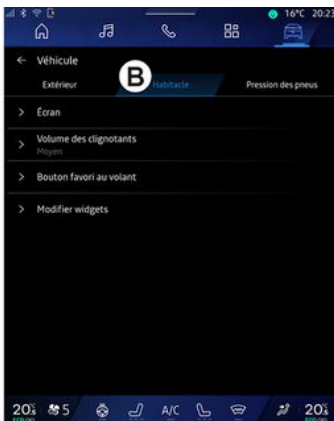 16°C 20:23
Véhicule
Extérieur
B
Habitacle
Pression des pneus
Écran
Volume des clignotants
Moyen
Bouton favori au volant
Modifier widgets
20 5 A/C 20